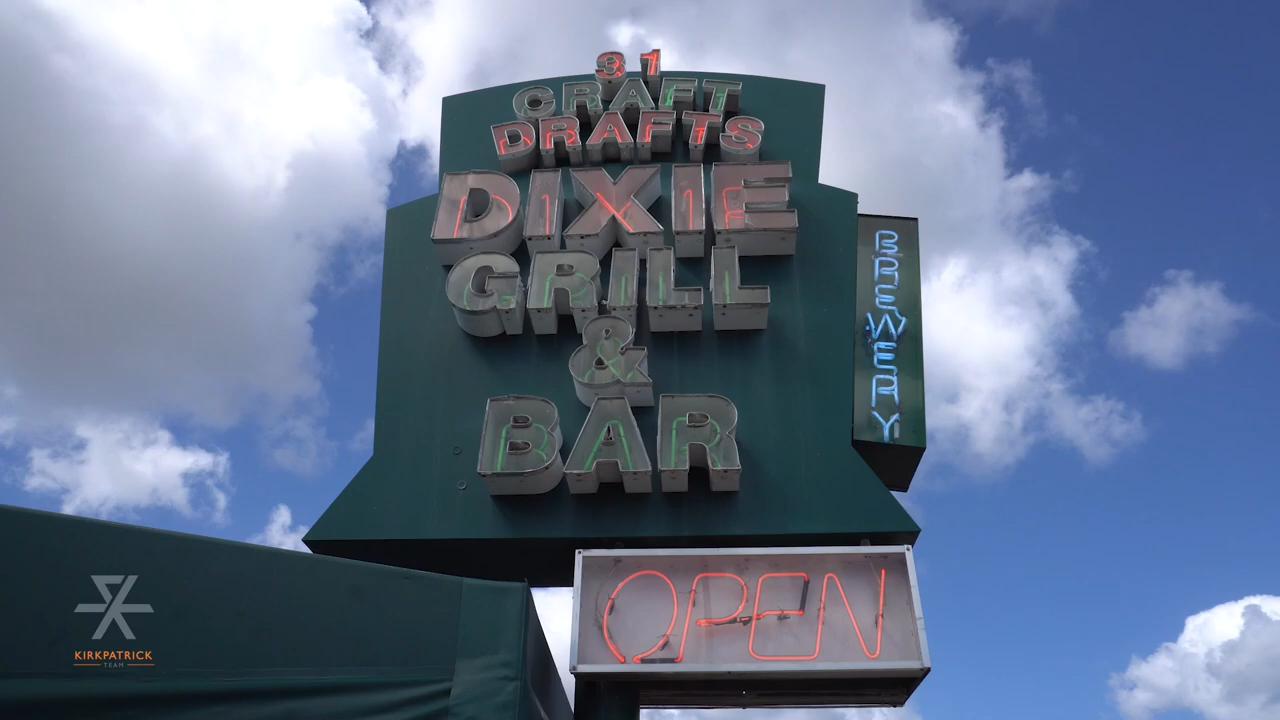 31
CRAFT
DRAFTS
DIXIE
GRILL
&
BAR
BREWERY
OPEN
KIRKPATRICK
TEAM